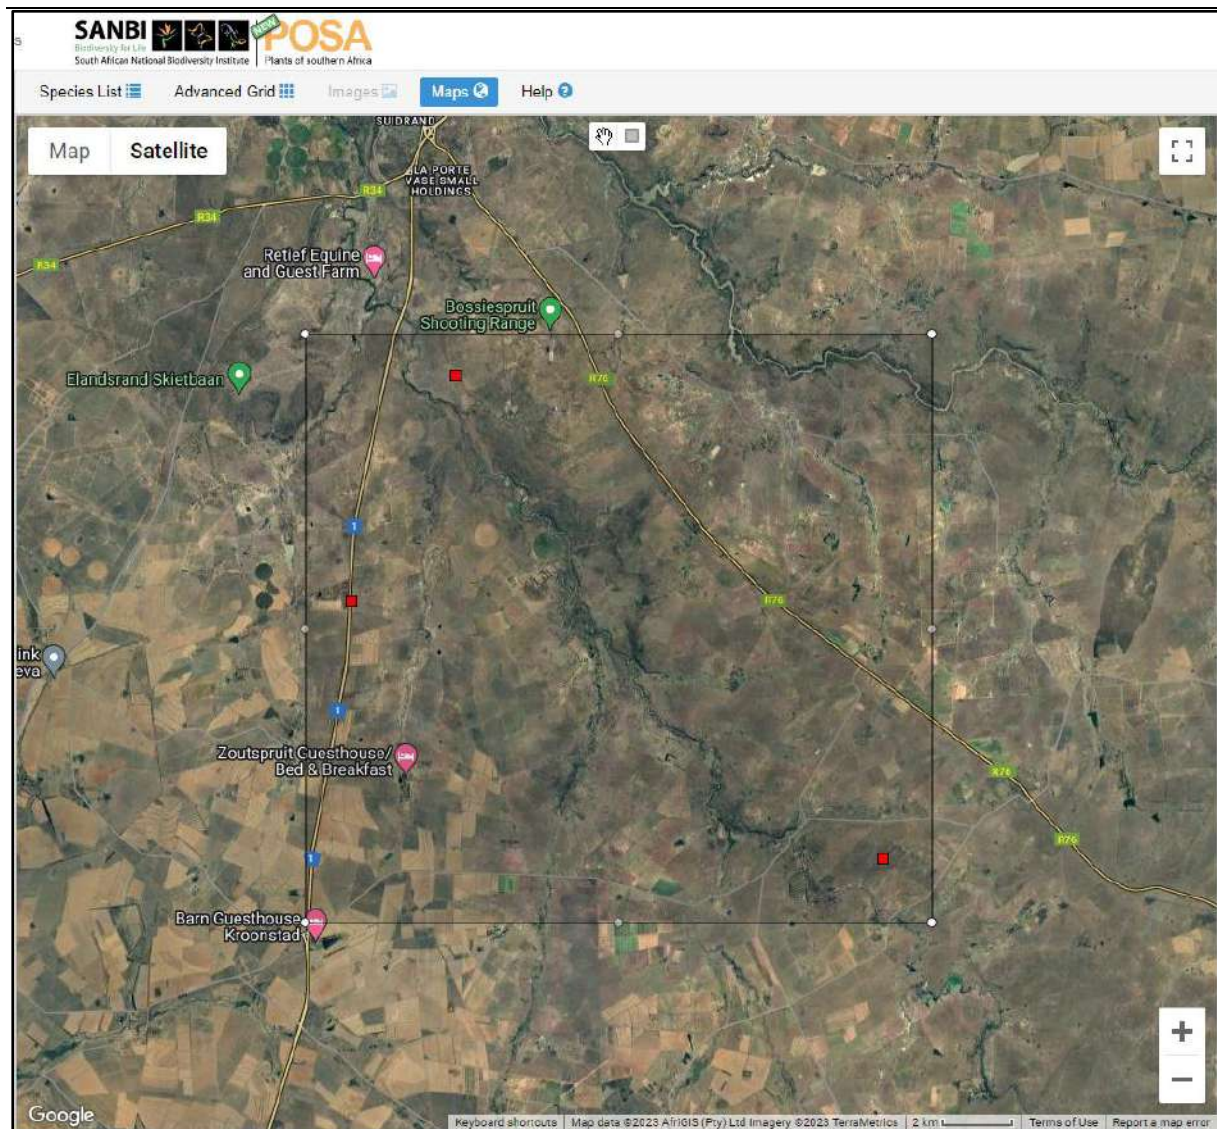 s
SANBI
Biodiversity for Life
South African National Biodiversity Institute
NEW
POSA
Plants of southern Africa
Species List
Advanced Grid
Images
Maps
Help
Map
Satellite
SUIDRAND
LA PORTE
VASE SMALL
HOLDINGS
R34
R34
R34
Retief Equine
and Guest Farm
Bossiespruit
Shooting Range
Elandsrand Skietbaan
R76
1
R76
ink
eva
1
Zoutspruit Guesthouse/
Bed & Breakfast
R76
R76
1
Barn Guesthouse
Kroonstad
Google
Keyboard shortcuts
Map data ©2023 AfriGIS (Pty) Ltd Imagery ©2023 TerraMetrics
2 km
Terms of Use
Report a map error